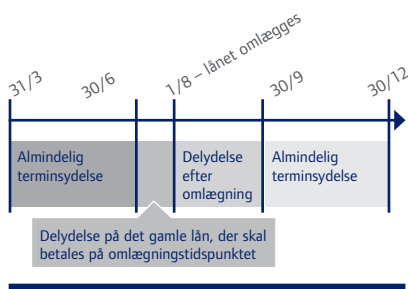 31/3
30/6
1/8 – lånet omlægges
30/9
30/12
Almindelig
terminsydelse
Delydelse
efter
omlægning
Almindelig
terminsydelse
Delydelse på det gamle lån, der skal
betales på omlægningstidspunktet